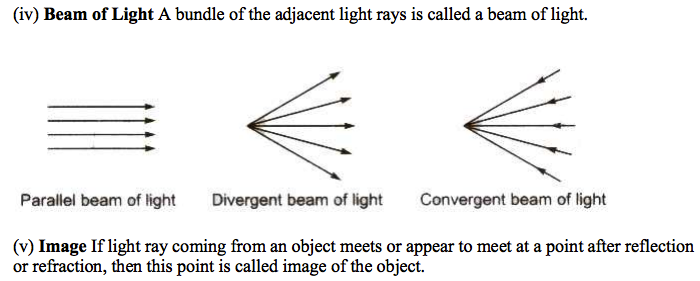 (iv) Beam of Light A bundle of the adjacent light rays is called a beam of light.
Parallel beam of light Divergent beam of light Convergent beam of light
(v) Image If light ray coming from an object meets or appear to meet at a point after reflection
or refraction, then this point is called image of the object.